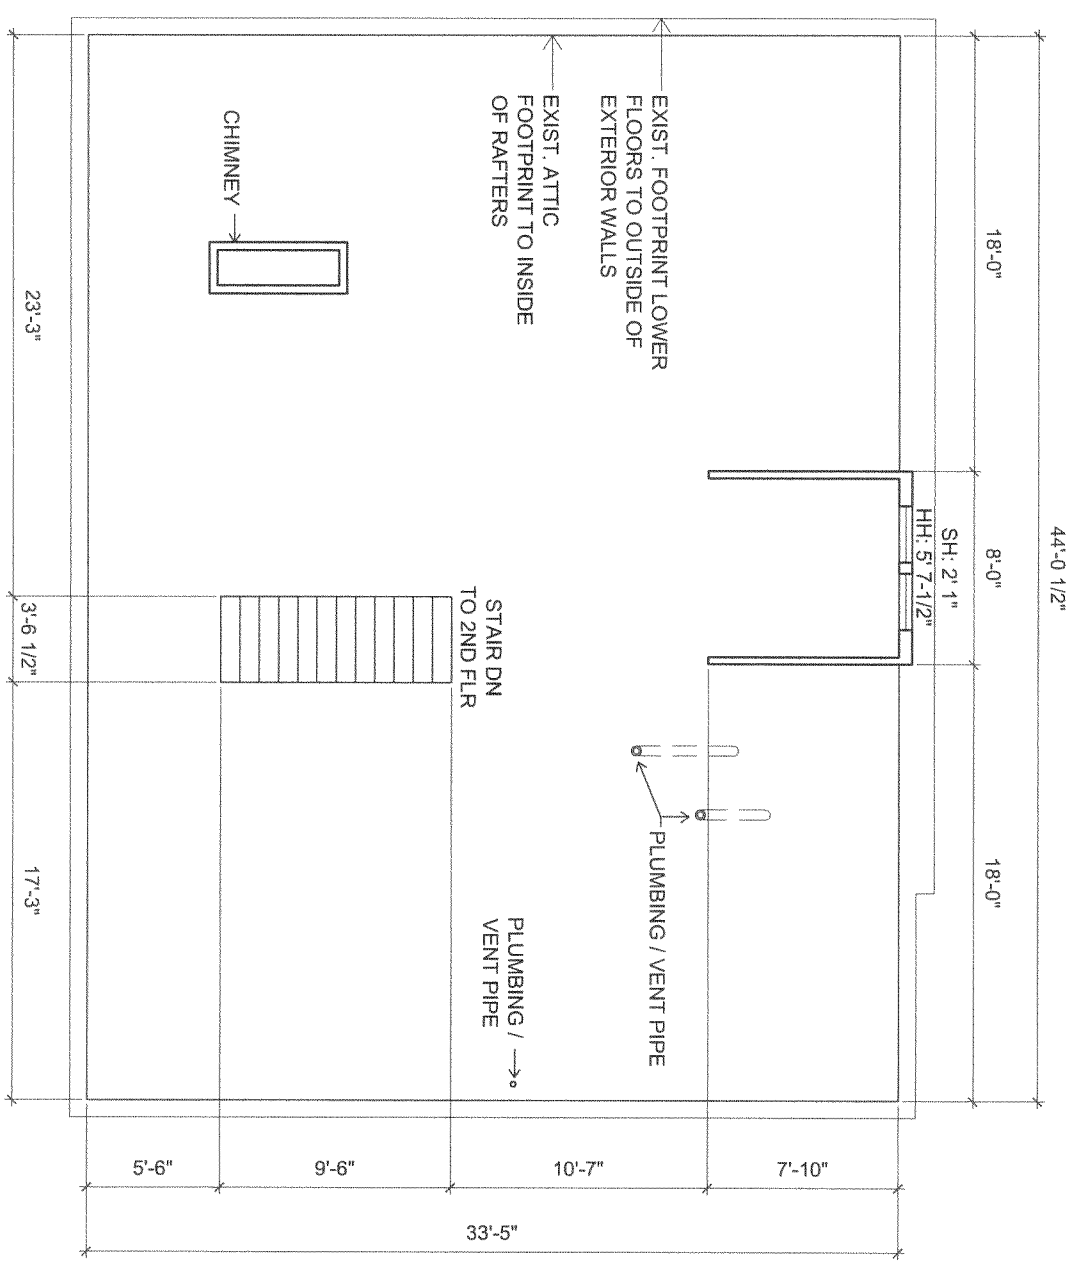 44'-0 1/2"
18'-0"
8'-0"
18'-0"
SH: 2' 1"
HH: 5' 7-1/2"
EXIST. FOOTPRINT LOWER
FLOORS TO OUTSIDE OF
EXTERIOR WALLS
EXIST. ATTIC
FOOTPRINT TO INSIDE
OF RAFTERS
CHIMNEY
STAIR DN
TO 2ND FLR
PLUMBING / VENT PIPE
PLUMBING /
VENT PIPE
23'-3"
3'-6 1/2"
17'-3"
5'-6"
9'-6"
10'-7"
7'-10"
33'-5"